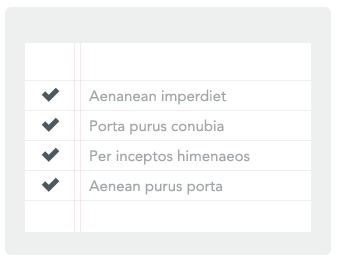 Aenanean imperdiet
Porta purus conubia
Per inceptos himenaeos
Aenean purus porta